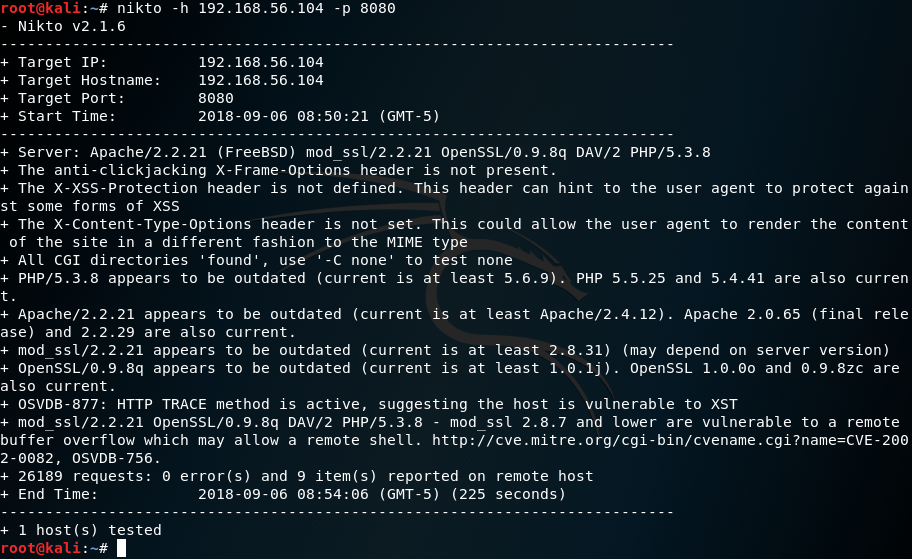 root@kali:~# nikto -h 192.168.56.104 -p 8080
- Nikto v2.1.6
---------------------------------------------------------------------------
+ Target IP:          192.168.56.104
+ Target Hostname:    192.168.56.104
+ Target Port:        8080
+ Start Time:         2018-09-06 08:50:21 (GMT-5)
---------------------------------------------------------------------------
+ Server: Apache/2.2.21 (FreeBSD) mod_ssl/2.2.21 OpenSSL/0.9.8q DAV/2 PHP/5.3.8
+ The anti-clickjacking X-Frame-Options header is not present.
+ The X-XSS-Protection header is not defined. This header can hint to the user agent to protect again
st some forms of XSS
+ The X-Content-Type-Options header is not set. This could allow the user agent to render the content
 of the site in a different fashion to the MIME type
+ All CGI directories 'found', use '-C none' to test none
+ PHP/5.3.8 appears to be outdated (current is at least 5.6.9). PHP 5.5.25 and 5.4.41 are also curren
t.
+ Apache/2.2.21 appears to be outdated (current is at least Apache/2.4.12). Apache 2.0.65 (final rele
ase) and 2.2.29 are also current.
+ mod_ssl/2.2.21 appears to be outdated (current is at least 2.8.31) (may depend on server version)
+ OpenSSL/0.9.8q appears to be outdated (current is at least 1.0.1j). OpenSSL 1.0.0o and 0.9.8zc are
also current.
+ OSVDB-877: HTTP TRACE method is active, suggesting the host is vulnerable to XST
+ mod_ssl/2.2.21 OpenSSL/0.9.8q DAV/2 PHP/5.3.8 - mod_ssl 2.8.7 and lower are vulnerable to a remote
buffer overflow which may allow a remote shell. http://cve.mitre.org/cgi-bin/cvename.cgi?name=CVE-200
2-0082, OSVDB-756.
+ 26189 requests: 0 error(s) and 9 item(s) reported on remote host
+ End Time:           2018-09-06 08:54:06 (GMT-5) (225 seconds)
---------------------------------------------------------------------------
+ 1 host(s) tested
root@kali:~#